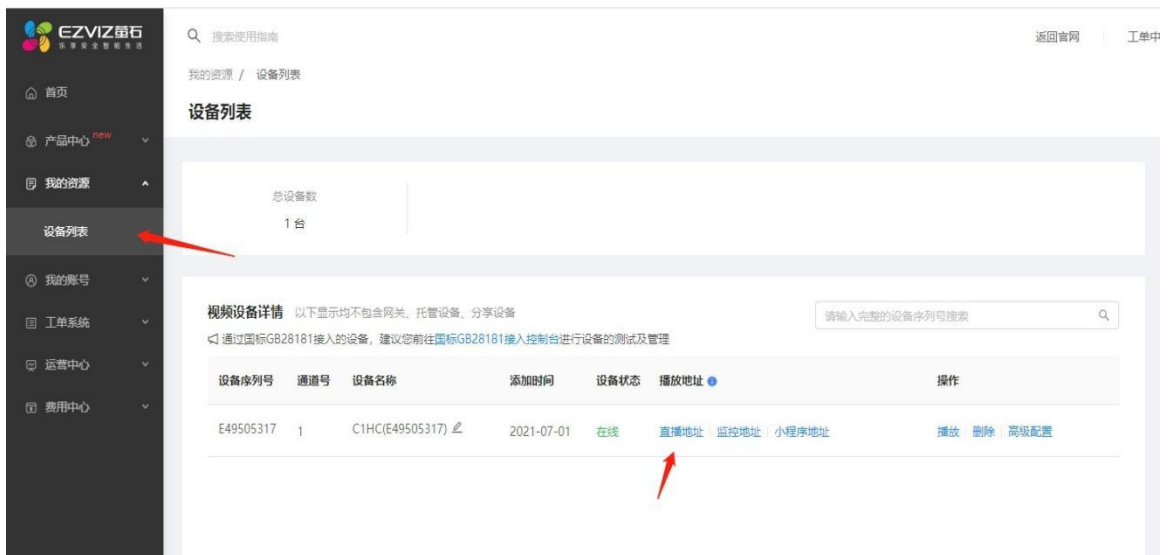 EZVIZ萤石
乐享安全智能生活
搜索使用指南
返回官网
工单中
我的资源 / 设备列表
设备列表
首页
产品中心 new
我的资源
设备列表
我的账号
工单系统
运营中心
费用中心
总设备数
1 台
视频设备详情 以下显示均不包含网关、托管设备、分享设备
请输入完整的设备序列号搜索
通过国标GB28181接入的设备，建议您前往国标GB28181接入控制台进行设备的测试及管理
设备序列号 通道号 设备名称 添加时间 设备状态 播放地址 操作
E49505317 1 C1HC(E49505317) 2021-07-01 在线 直播地址 监控地址 小程序地址 播放 删除 高级配置